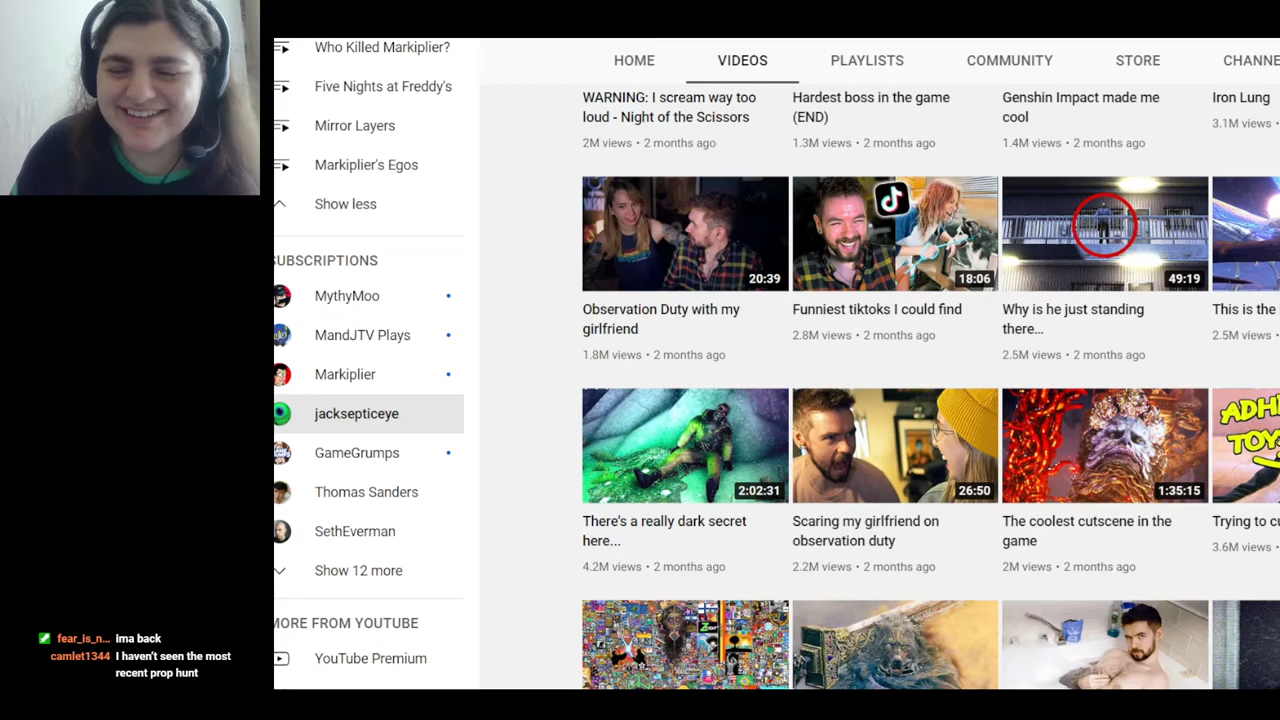 Who Killed Markiplier?
Five Nights at Freddy's
Mirror Layers
Markiplier's Egos
Show less
SUBSCRIPTIONS
MythyMoo
MandJTV Plays
Markiplier
jacksepticeye
GameGrumps
Thomas Sanders
SethEverman
Show 12 more
MORE FROM YOUTUBE
YouTube Premium
HOME VIDEOS PLAYLISTS COMMUNITY STORE CHANNE
WARNING: I scream way too
loud - Night of the Scissors
2M views • 2 months ago
Hardest boss in the game
(END)
1.3M views • 2 months ago
Genshin Impact made me
cool
1.4M views • 2 months ago
Iron Lung
3.1M views •
20:39
Observation Duty with my
girlfriend
1.8M views • 2 months ago
18:06
Funniest tiktoks I could find
2.8M views • 2 months ago
49:19
Why is he just standing
there...
2.5M views • 2 months ago
This is the
2.5M views •
2:02:31
There's a really dark secret
here...
4.2M views • 2 months ago
26:50
Scaring my girlfriend on
observation duty
2.2M views • 2 months ago
1:35:15
The coolest cutscene in the
game
2M views • 2 months ago
ADH
TOY
Trying to cu
3.6M views •
fear_is_n... ima back
camlet1344 I haven't seen the most
recent prop hunt